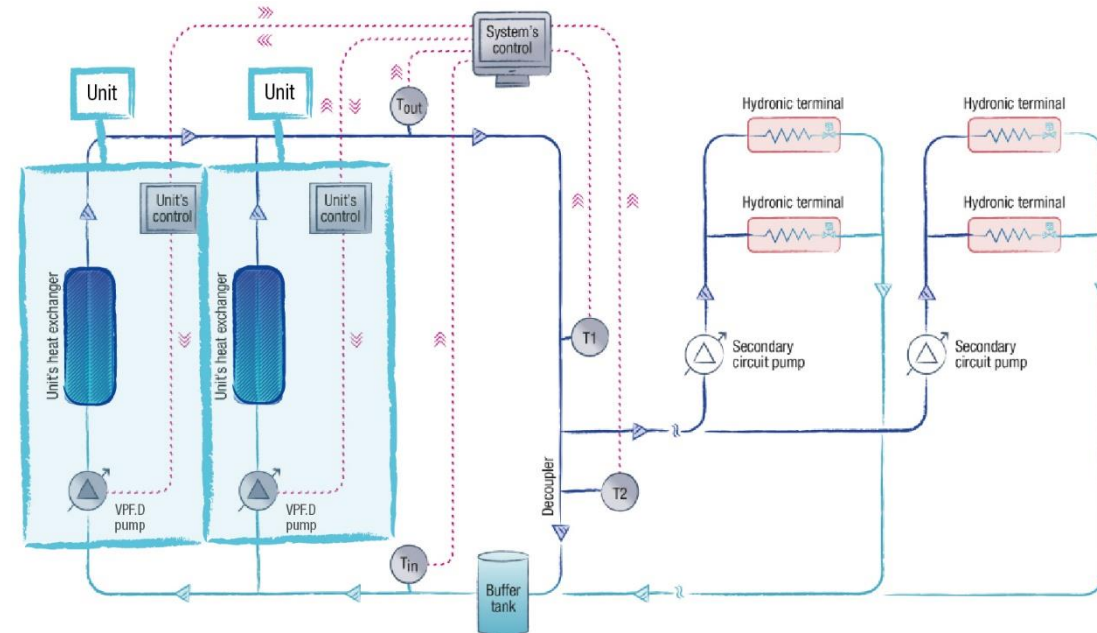 System's
control
Unit
Unit
Tout
Hydronic terminal
Hydronic terminal
Unit's
control
Unit's
control
Hydronic terminal
Hydronic terminal
Unit's heat exchanger
Unit's heat exchanger
T1
Secondary
circuit pump
Secondary
circuit pump
Decoupler
T2
VPF.D
pump
VPF.D
pump
Tin
Buffer
tank